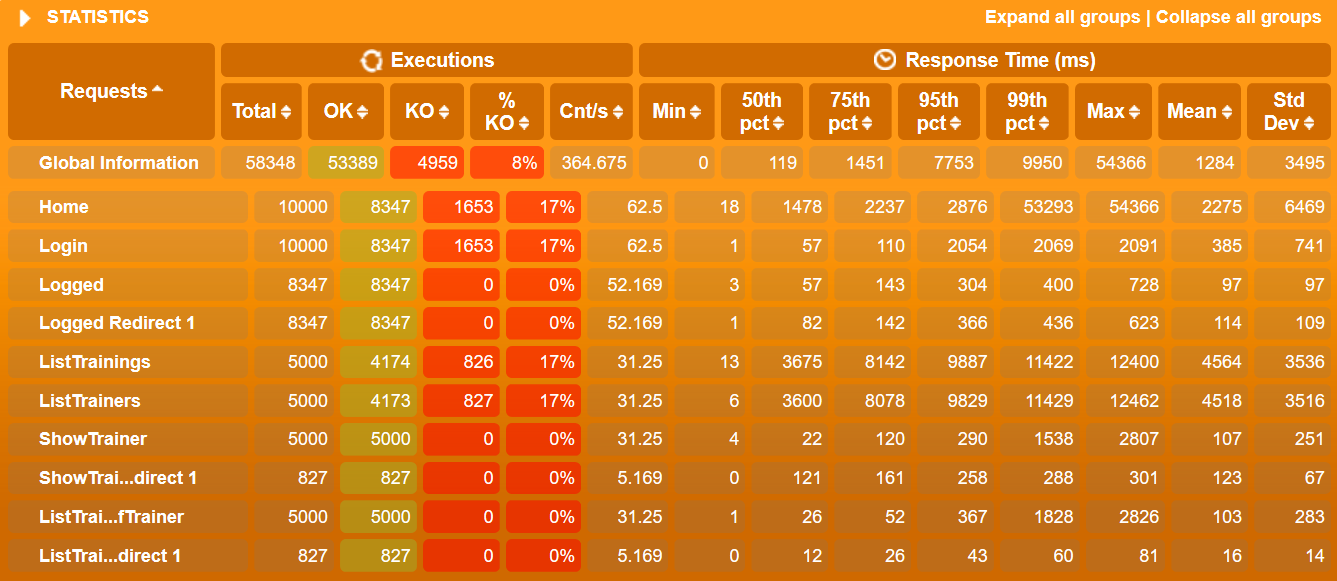 STATISTICS Expand all groups | Collapse all groups
Requests Executions Response Time (ms)
Total OK KO % KO Cnt/s Min 50th pct 75th pct 95th pct 99th pct Max Mean Std Dev
Global Information 58348 53389 4959 8% 364.675 0 119 1451 7753 9950 54366 1284 3495
Home 10000 8347 1653 17% 62.5 18 1478 2237 2876 53293 54366 2275 6469
Login 10000 8347 1653 17% 62.5 1 57 110 2054 2069 2091 385 741
Logged 8347 8347 0 0% 52.169 3 57 143 304 400 728 97 97
Logged Redirect 1 8347 8347 0 0% 52.169 1 82 142 366 436 623 114 109
ListTrainings 5000 4174 826 17% 31.25 13 3675 8142 9887 11422 12400 4564 3536
ListTrainers 5000 4173 827 17% 31.25 6 3600 8078 9829 11429 12462 4518 3516
ShowTrainer 5000 5000 0 0% 31.25 4 22 120 290 1538 2807 107 251
ShowTrai...direct 1 827 827 0 0% 5.169 0 121 161 258 288 301 123 67
ListTrai...fTrainer 5000 5000 0 0% 31.25 1 26 52 367 1828 2826 103 283
ListTrai...direct 1 827 827 0 0% 5.169 0 12 26 43 60 81 16 14